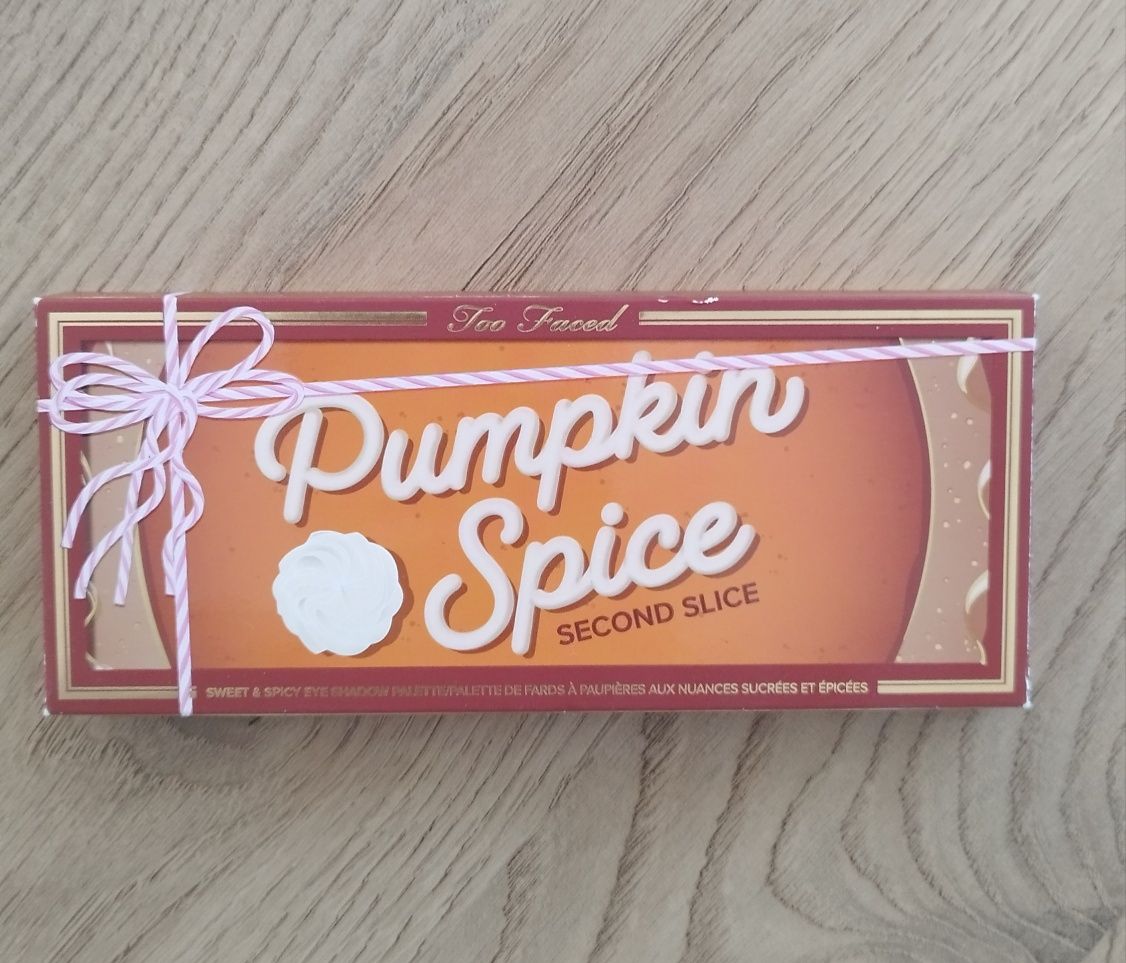 Too Faced
Pumpkin
Spice
SECOND SLICE
SWEET & SPICY EYE SHADOW PALETTE/PALETTE DE FARDS À PAUPIÈRES AUX NUANCES SUCRÉES ET ÉPICÉES